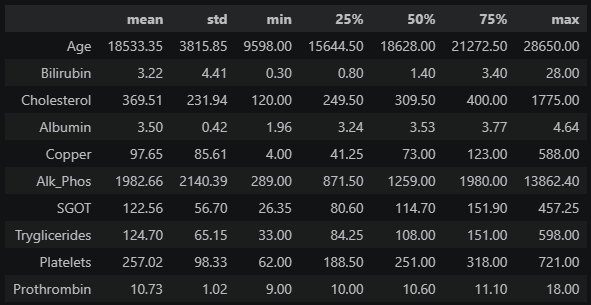 mean std min 25% 50% 75% max
Age 18533.35 3815.85 9598.00 15644.50 18628.00 21272.50 28650.00
Bilirubin 3.22 4.41 0.30 0.80 1.40 3.40 28.00
Cholesterol 369.51 231.94 120.00 249.50 309.50 400.00 1775.00
Albumin 3.50 0.42 1.96 3.24 3.53 3.77 4.64
Copper 97.65 85.61 4.00 41.25 73.00 123.00 588.00
Alk_Phos 1982.66 2140.39 289.00 871.50 1259.00 1980.00 13862.40
SGOT 122.56 56.70 26.35 80.60 114.70 151.90 457.25
Tryglicerides 124.70 65.15 33.00 84.25 108.00 151.00 598.00
Platelets 257.02 98.33 62.00 188.50 251.00 318.00 721.00
Prothrombin 10.73 1.02 9.00 10.00 10.60 11.10 18.00